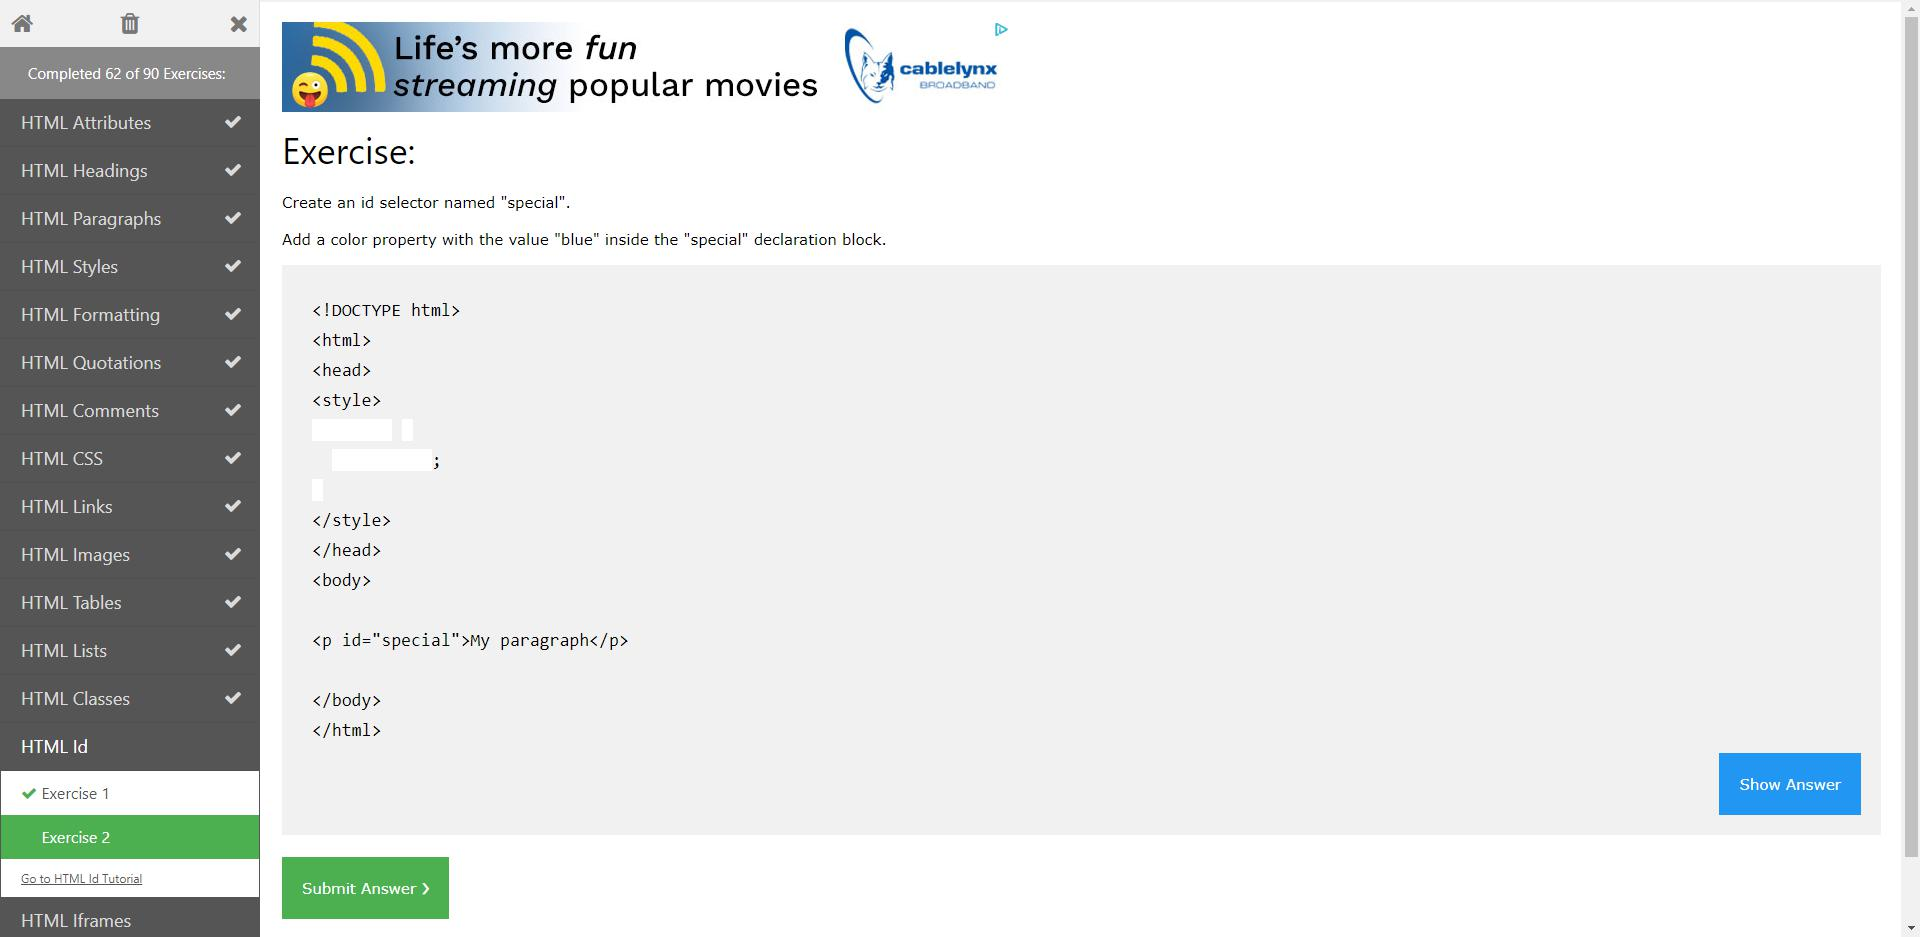 Completed 62 of 90 Exercises:
HTML Attributes
HTML Headings
HTML Paragraphs
HTML Styles
HTML Formatting
HTML Quotations
HTML Comments
HTML CSS
HTML Links
HTML Images
HTML Tables
HTML Lists
HTML Classes
HTML Id
Exercise 1
Exercise 2
Go to HTML Id Tutorial
HTML Iframes
Life's more fun
streaming popular movies
cablelynx
BROADBAND
Exercise:
Create an id selector named "special".
Add a color property with the value "blue" inside the "special" declaration block.
<!DOCTYPE html>
<html>
<head>
<style>
;
</style>
</head>
<body>
<p id="special">My paragraph</p>
</body>
</html>
Show Answer
Submit Answer ❯